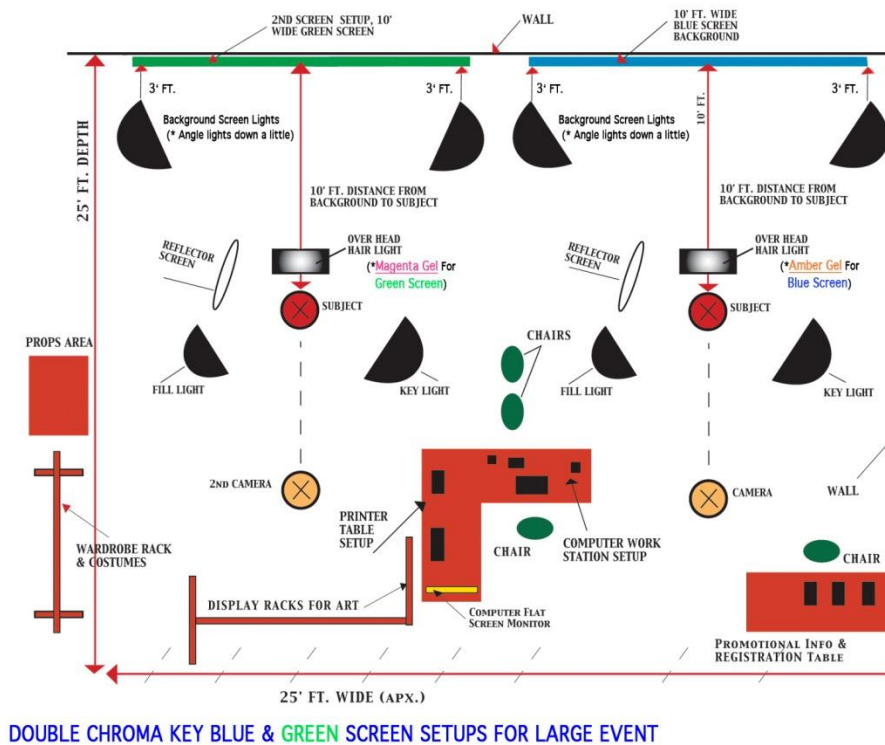 2ND SCREEN SETUP, 10'
WIDE GREEN SCREEN
WALL
10' FT. WIDE
BLUE SCREEN
BACKGROUND
3' FT.
3' FT.
3' FT.
3' FT.
Background Screen Lights
(* Angle lights down a little)
Background Screen Lights
(* Angle lights down a little)
10' FT.
25' FT. DEPTH
10' FT. DISTANCE FROM
BACKGROUND TO SUBJECT
10' FT. DISTANCE FROM
BACKGROUND TO SUBJECT
REFLECTOR
SCREEN
OVER HEAD
HAIR LIGHT
(*Magenta Gel For
Green Screen)
REFLECTOR
SCREEN
OVER HEAD
HAIR LIGHT
(*Amber Gel For
Blue Screen)
SUBJECT
SUBJECT
PROPS AREA
CHAIRS
FILL LIGHT
KEY LIGHT
FILL LIGHT
KEY LIGHT
2ND CAMERA
CAMERA
WALL
PRINTER
TABLE
SETUP
WARDROBE RACK
& COSTUMES
CHAIR
COMPUTER WORK
STATION SETUP
CHAIR
DISPLAY RACKS FOR ART
COMPUTER FLAT
SCREEN MONITOR
PROMOTIONAL INFO &
REGISTRATION TABLE
25' FT. WIDE (APX.)
DOUBLE CHROMA KEY BLUE & GREEN SCREEN SETUPS FOR LARGE EVENT